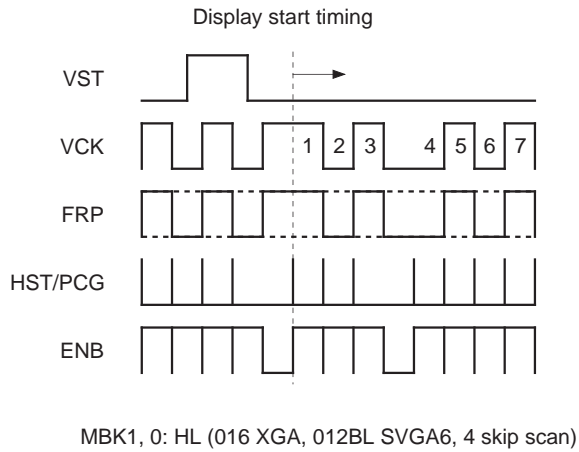 Display start timing
VST
VCK
1 2 3 4 5 6 7
FRP
HST/PCG
ENB
MBK1, 0: HL (016 XGA, 012BL SVGA6, 4 skip scan)